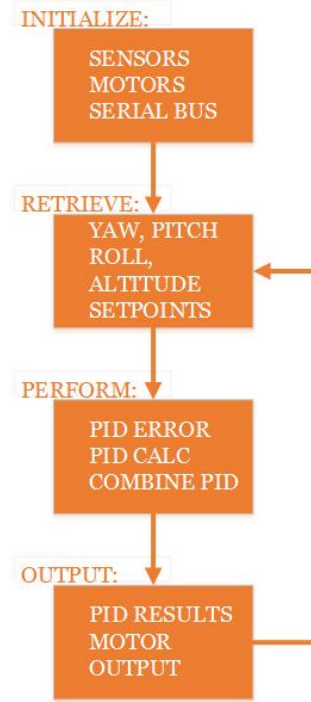 INITIALIZE:
SENSORS
MOTORS
SERIAL BUS
RETRIEVE:
YAW, PITCH
ROLL,
ALTITUDE
SETPOINTS
PERFORM:
PID ERROR
PID CALC
COMBINE PID
OUTPUT:
PID RESULTS
MOTOR
OUTPUT